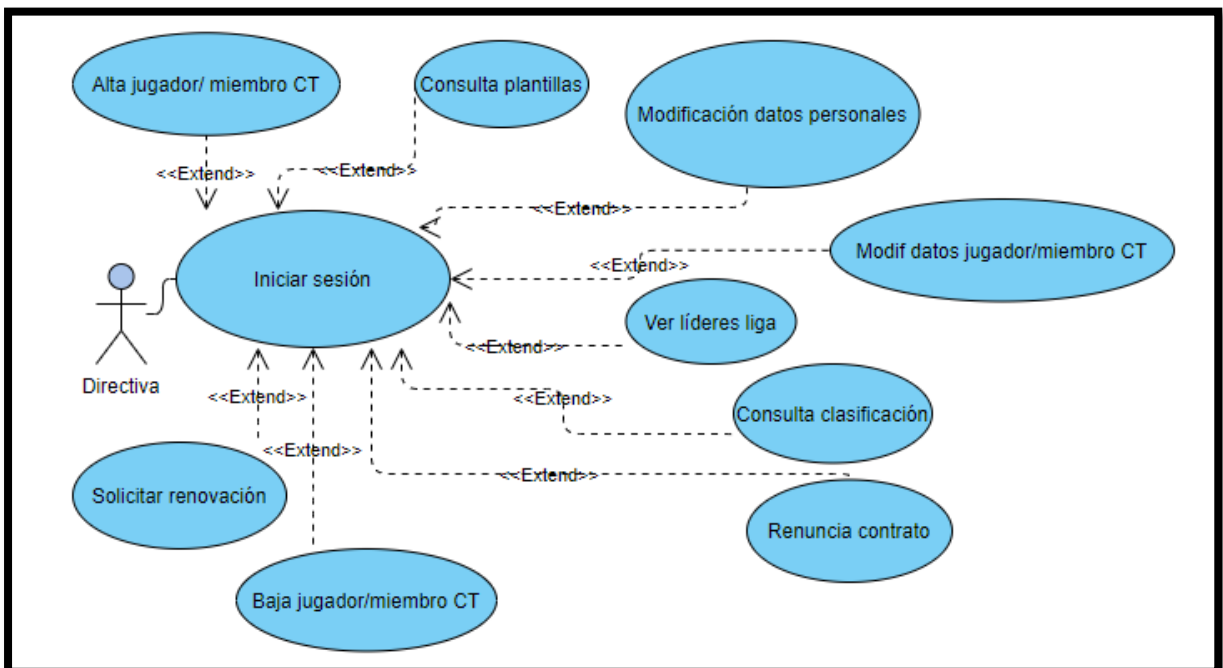 Alta jugador/ miembro CT
Consulta plantillas
Modificación datos personales
<<Extend>>
<<Extend>>
<<Extend>>
Modif datos jugador/miembro CT
<<Extend>>
Iniciar sesión
Ver líderes liga
<<Extend>>
Directiva
<<Extend>>
<<Extend>>
Consulta clasificación
<<Extend>>
<<Extend>>
Solicitar renovación
Renuncia contrato
Baja jugador/miembro CT